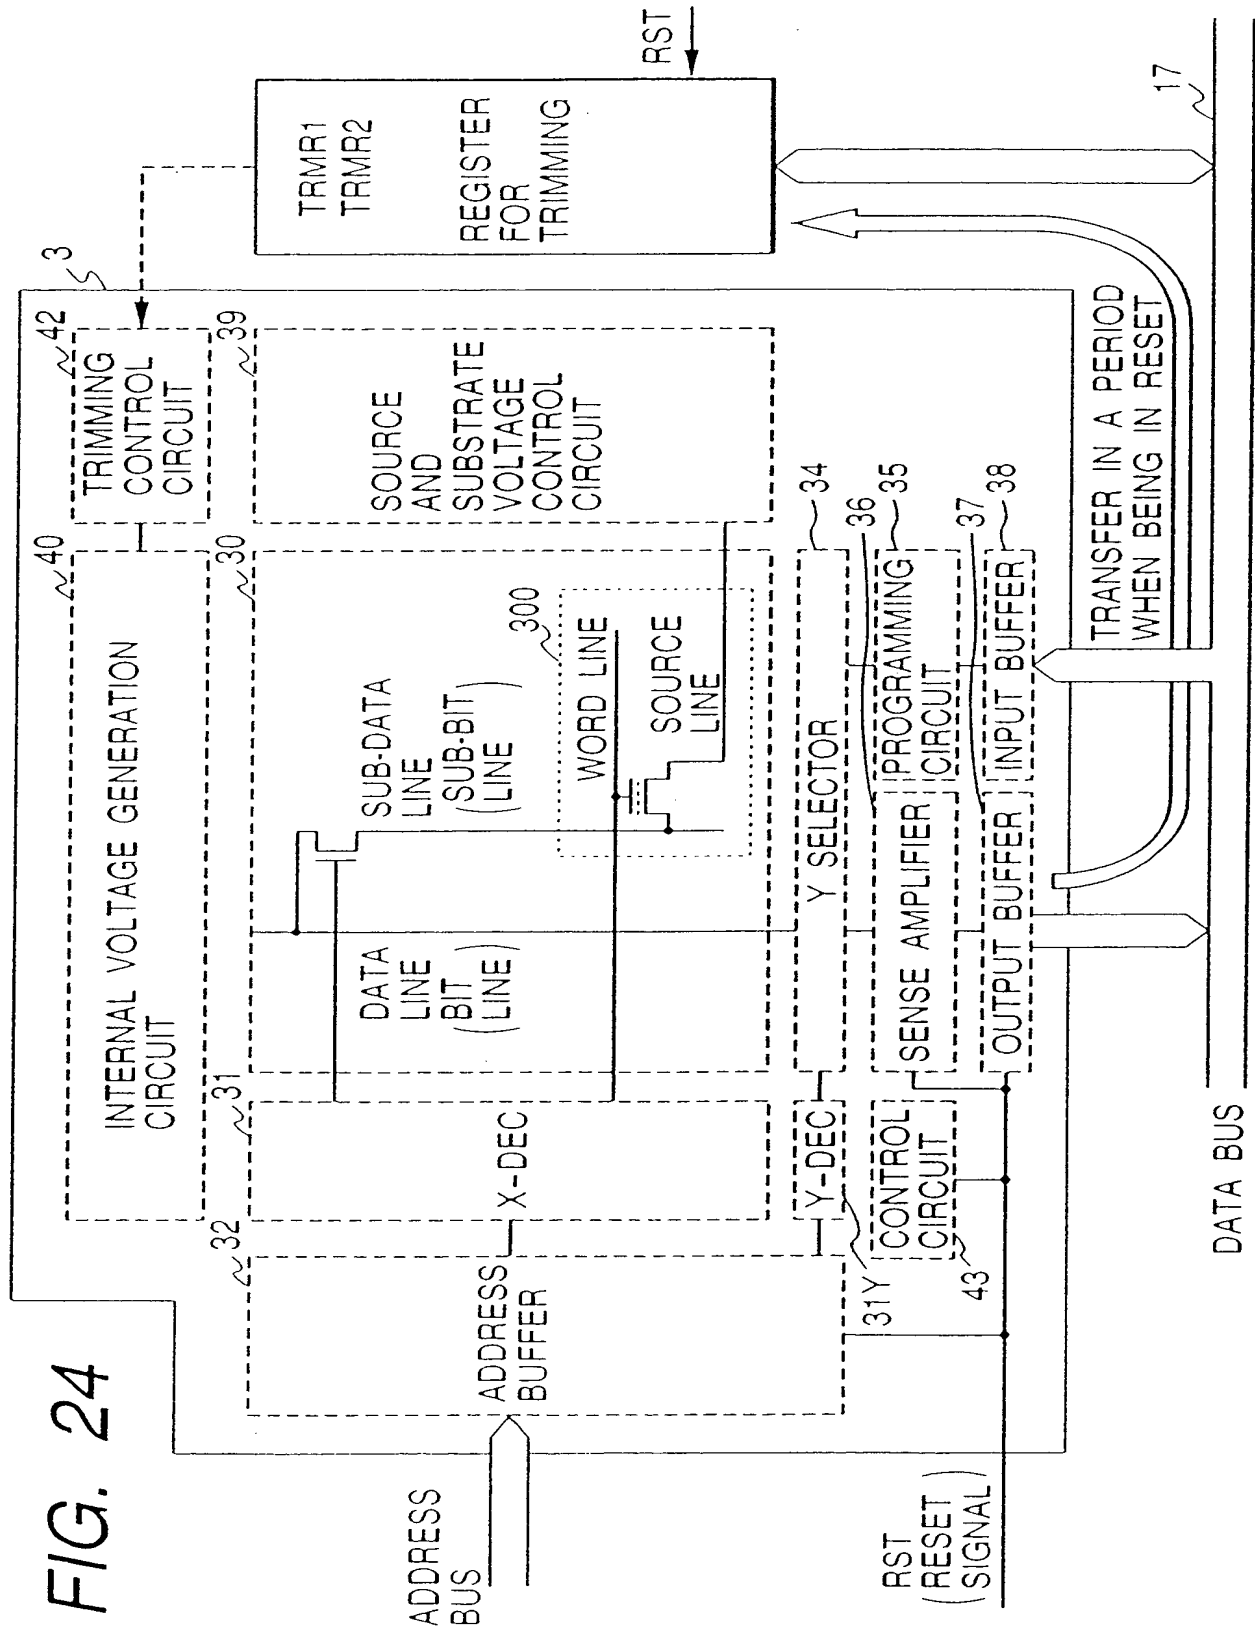 FIG. 24
3
40
INTERNAL VOLTAGE GENERATION
CIRCUIT
42
TRIMMING
CONTROL
CIRCUIT
TRMR1
TRMR2
REGISTER
FOR
TRIMMING
RST
32
ADDRESS
BUFFER
ADDRESS
BUS
31
X-DEC
30
DATA
LINE
(BIT
LINE)
SUB-DATA
LINE
(SUB-BIT
LINE)
300
WORD LINE
SOURCE
LINE
39
SOURCE
AND
SUBSTRATE
VOLTAGE
CONTROL
CIRCUIT
Y-DEC
31Y
Y SELECTOR
34
CONTROL
CIRCUIT
43
SENSE AMPLIFIER
36
PROGRAMMING
CIRCUIT
35
OUTPUT BUFFER
37
INPUT BUFFER
38
RST
(RESET
SIGNAL)
TRANSFER IN A PERIOD
WHEN BEING IN RESET
17
DATA BUS